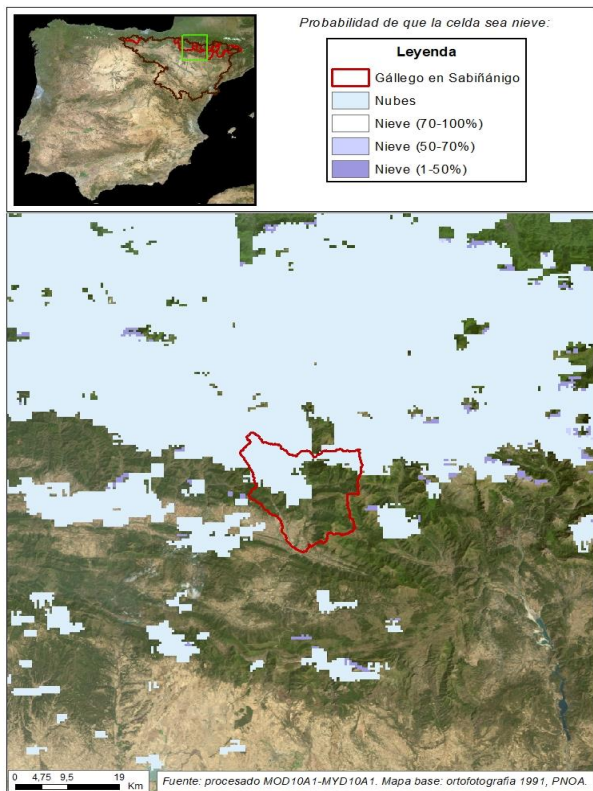 Probabilidad de que la celda sea nieve:
Leyenda
Gállego en Sabiñánigo
Nubes
Nieve (70-100%)
Nieve (50-70%)
Nieve (1-50%)
0 4,75 9,5 19
Km
Fuente: procesado MOD10A1-MYD10A1. Mapa base: ortofotografia 1991, PNOA.